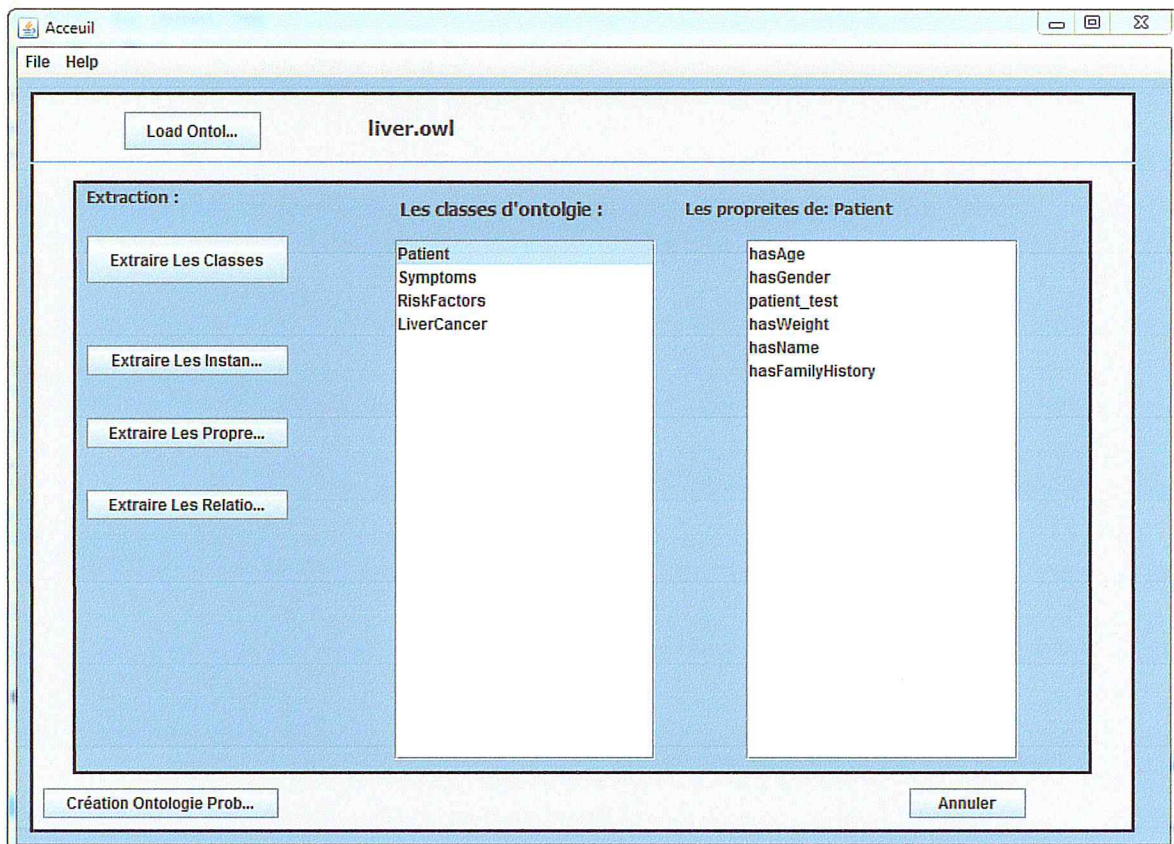 Acceuil
File Help
Load Ontol...
liver.owl
Extraction :
Les classes d'ontolgie :
Les propreites de: Patient
Extraire Les Classes
Extraire Les Instan...
Extraire Les Propre...
Extraire Les Relatio...
Patient
Symptoms
RiskFactors
LiverCancer
hasAge
hasGender
patient_test
hasWeight
hasName
hasFamilyHistory
Création Ontologie Prob...
Annuler